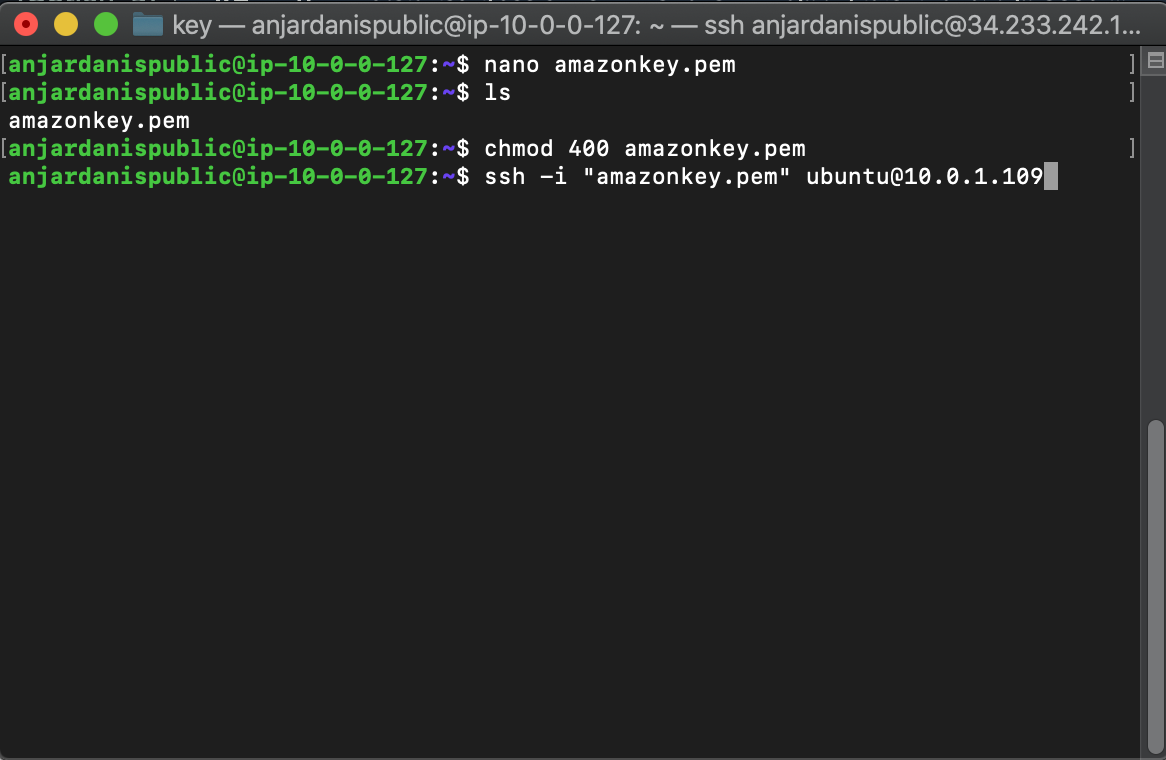 key — anjardanispublic@ip-10-0-0-127: ~ — ssh anjardanispublic@34.233.242.1...
[anjardanispublic@ip-10-0-0-127:~$ nano amazonkey.pem ]
[anjardanispublic@ip-10-0-0-127:~$ ls ]
amazonkey.pem
[anjardanispublic@ip-10-0-0-127:~$ chmod 400 amazonkey.pem ]
anjardanispublic@ip-10-0-0-127:~$ ssh -i "amazonkey.pem" ubuntu@10.0.1.109